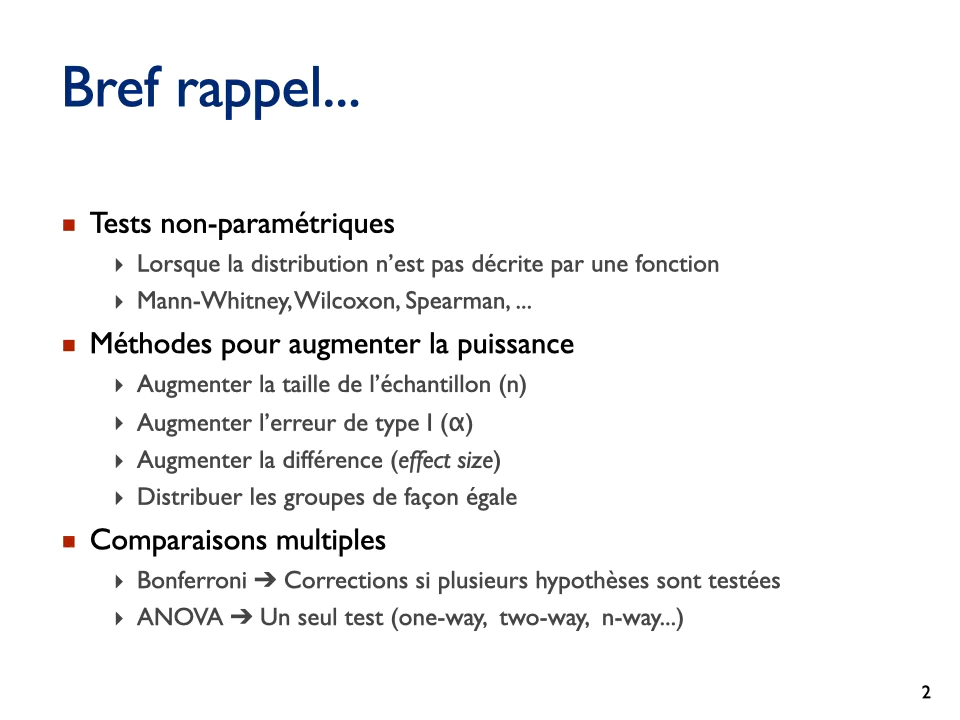 Bref rappel...
■ Tests non-paramétriques
‣ Lorsque la distribution n’est pas décrite par une fonction
‣ Mann-Whitney, Wilcoxon, Spearman, ...
■ Méthodes pour augmenter la puissance
‣ Augmenter la taille de l’échantillon (n)
‣ Augmenter l’erreur de type I (α)
‣ Augmenter la différence (effect size)
‣ Distribuer les groupes de façon égale
■ Comparaisons multiples
‣ Bonferroni ➔ Corrections si plusieurs hypothèses sont testées
‣ ANOVA ➔ Un seul test (one-way, two-way, n-way...)
2